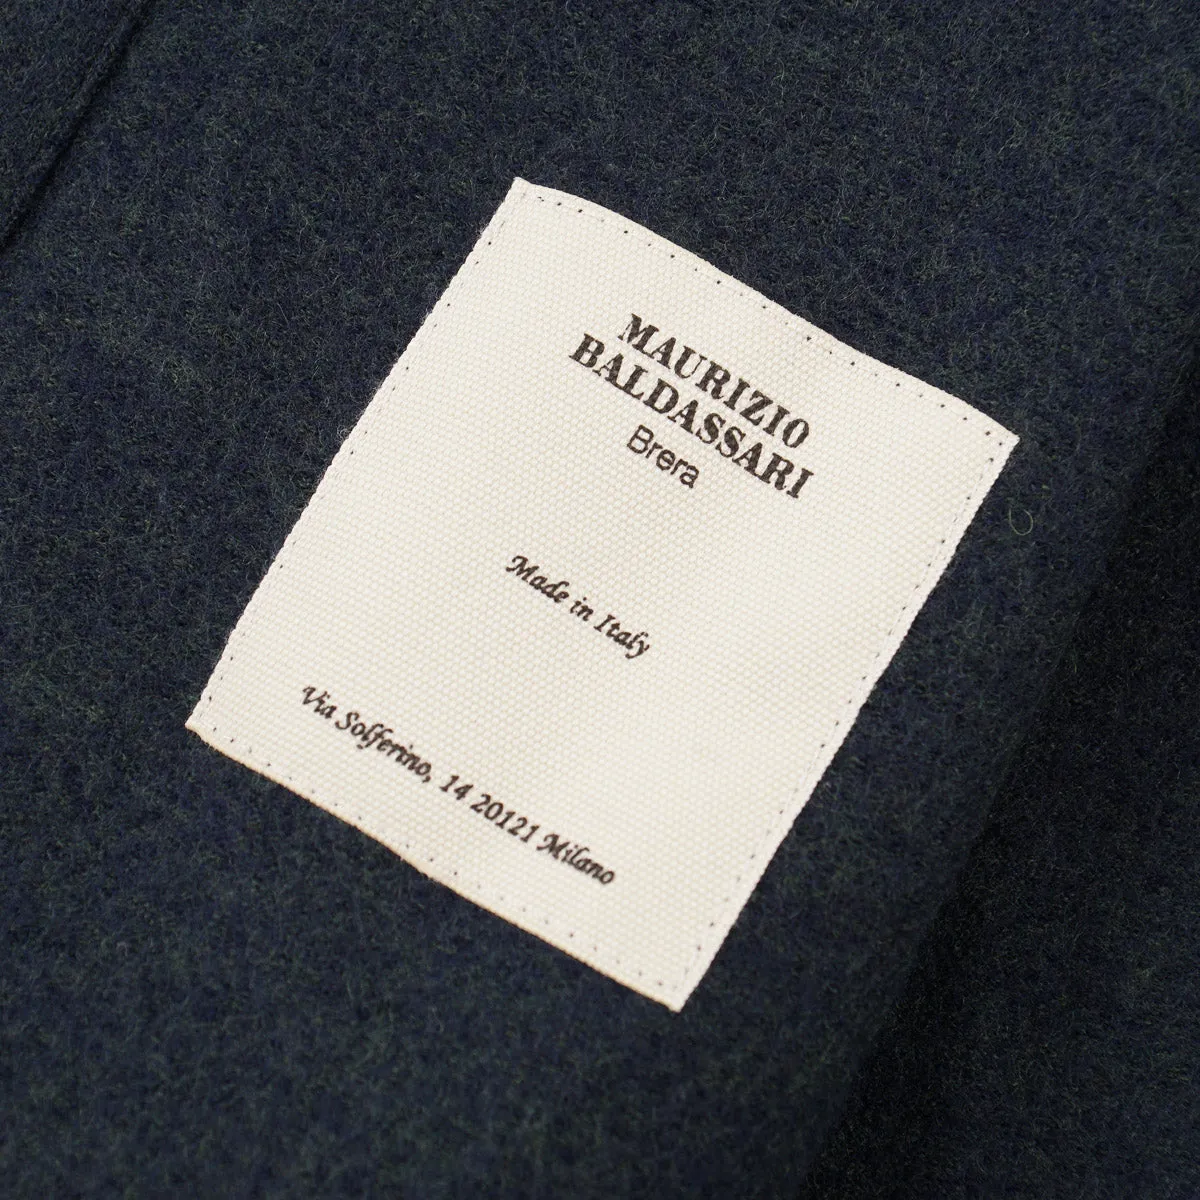 MAURIZIO
BALDASSARI
Brera
Made in Italy
Via Solferino, 14 20121 Milano